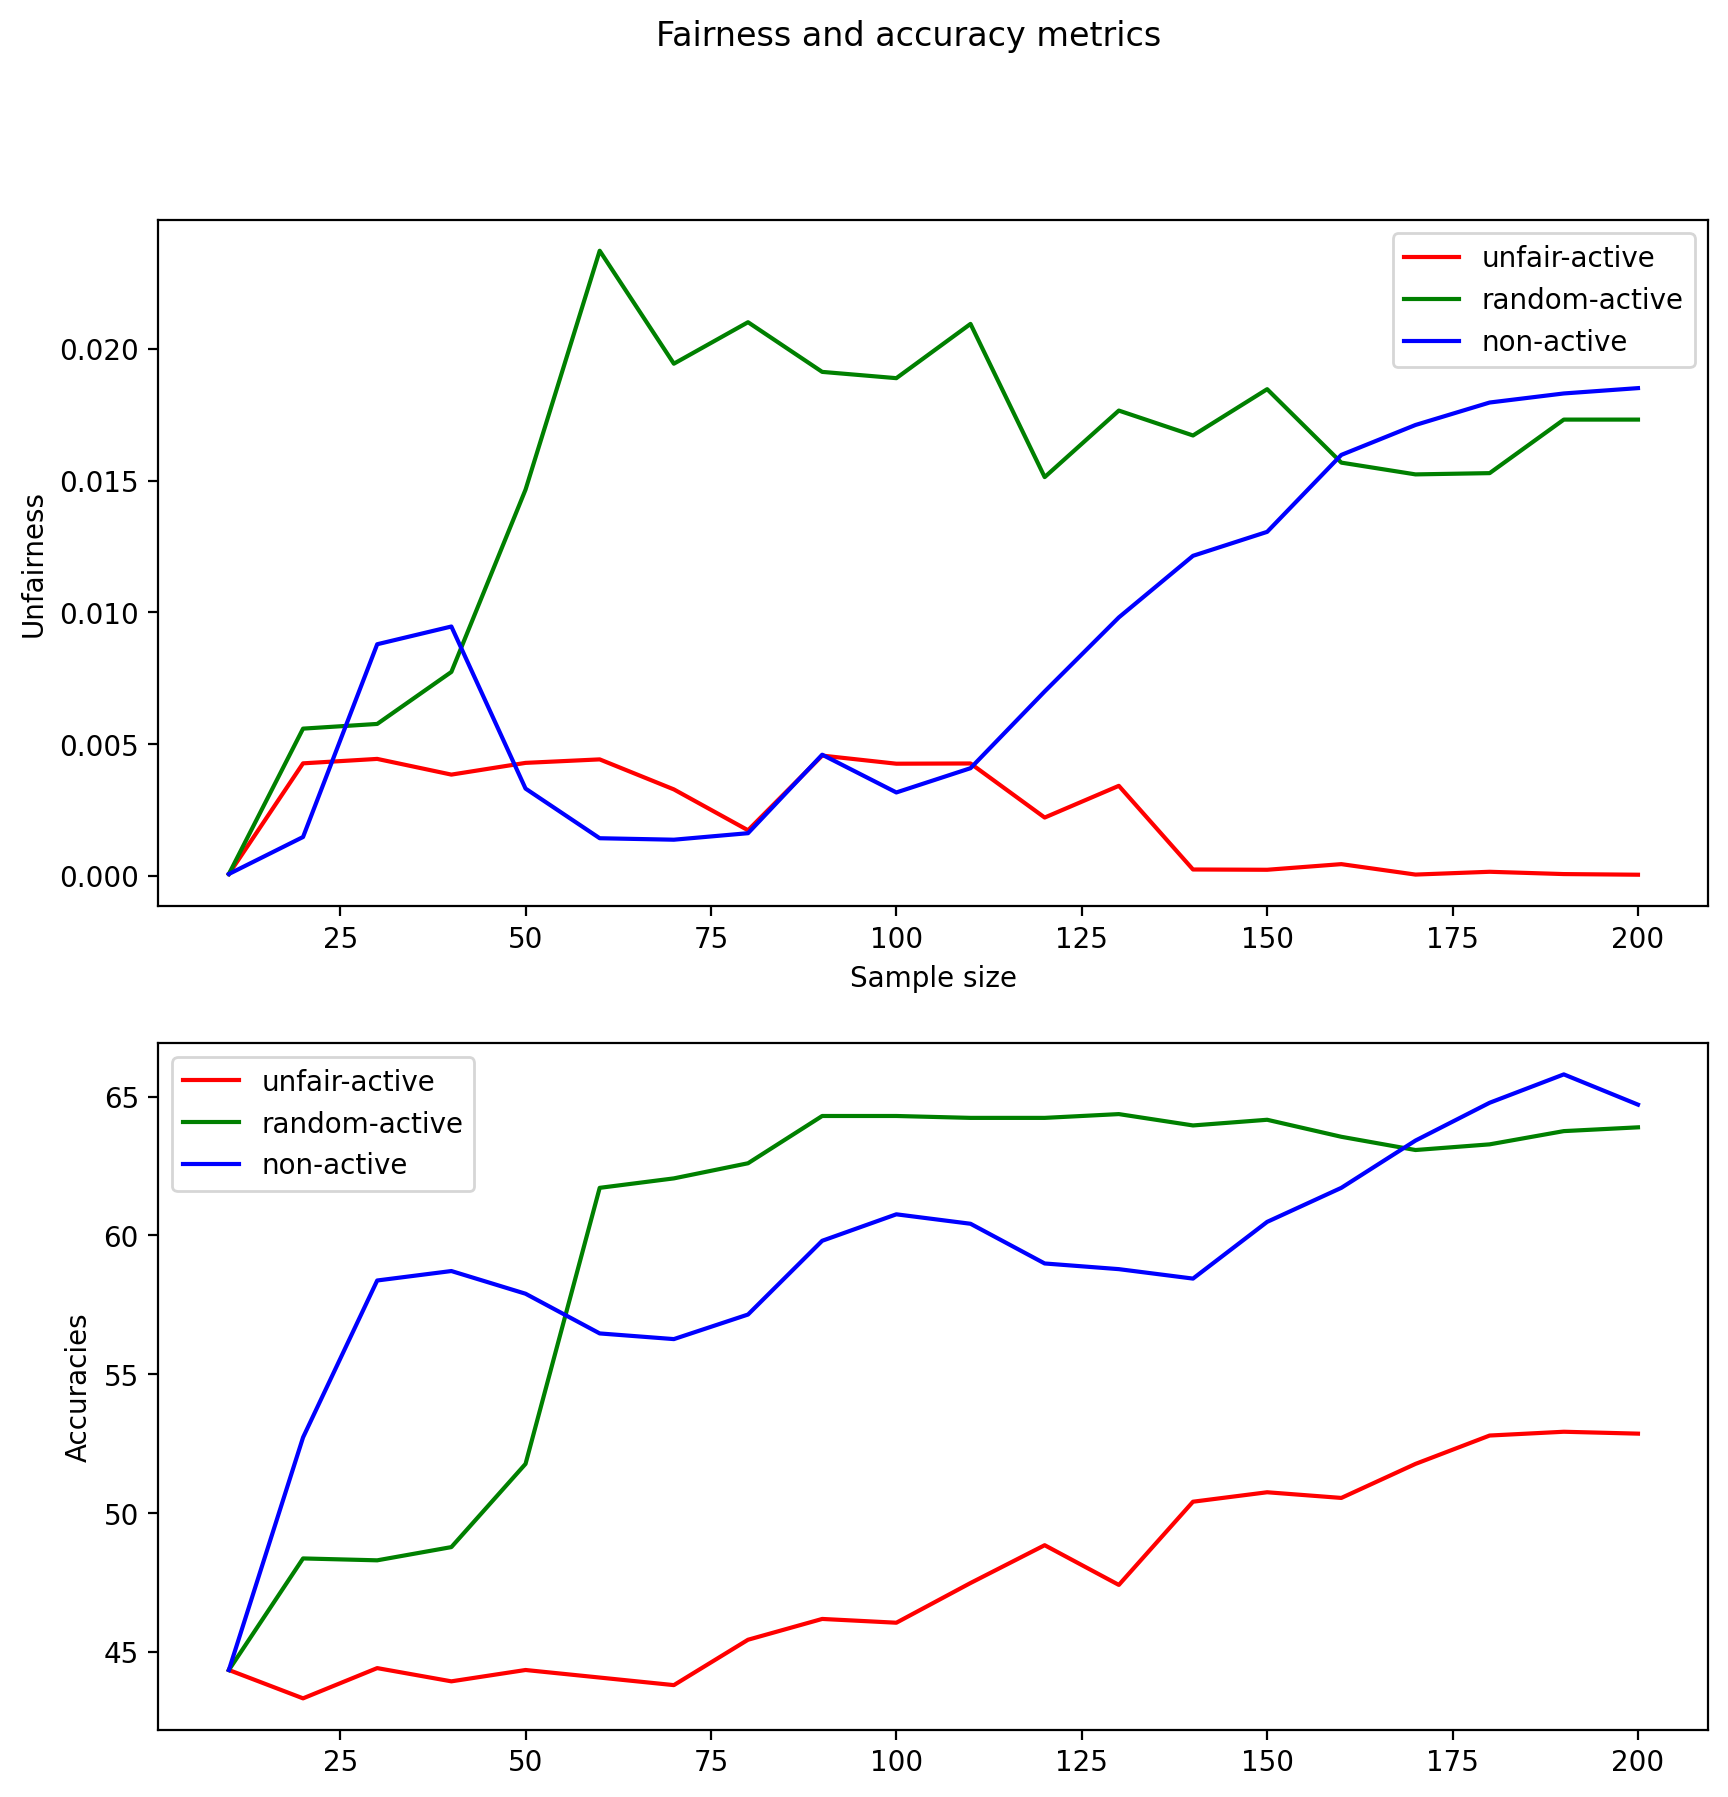 Fairness and accuracy metrics
unfair-active
random-active
non-active
0.020
0.015
0.010
0.005
0.000
Unfairness
25 50 75 100 125 150 175 200
Sample size
unfair-active
random-active
non-active
65
60
55
50
45
Accuracies
25 50 75 100 125 150 175 200